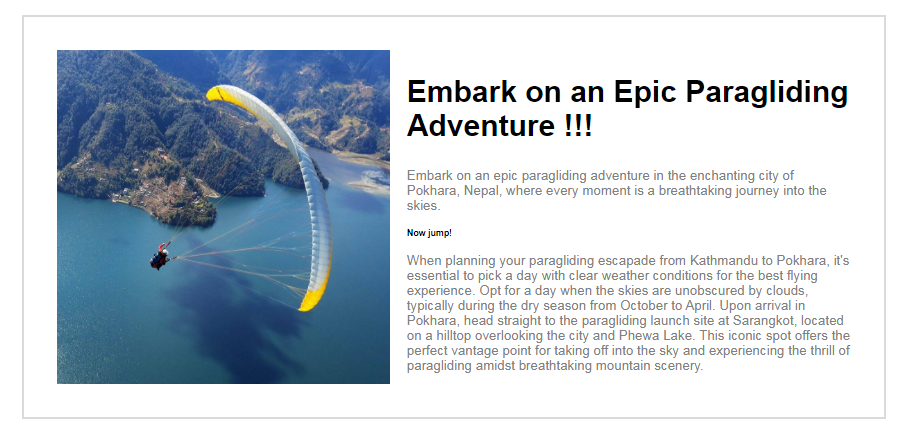 Embark on an Epic Paragliding
Adventure !!!
Embark on an epic paragliding adventure in the enchanting city of
Pokhara, Nepal, where every moment is a breathtaking journey into the
skies.
Now jump!
When planning your paragliding escapade from Kathmandu to Pokhara, it's
essential to pick a day with clear weather conditions for the best flying
experience. Opt for a day when the skies are unobscured by clouds,
typically during the dry season from October to April. Upon arrival in
Pokhara, head straight to the paragliding launch site at Sarangkot, located
on a hilltop overlooking the city and Phewa Lake. This iconic spot offers the
perfect vantage point for taking off into the sky and experiencing the thrill of
paragliding amidst breathtaking mountain scenery.